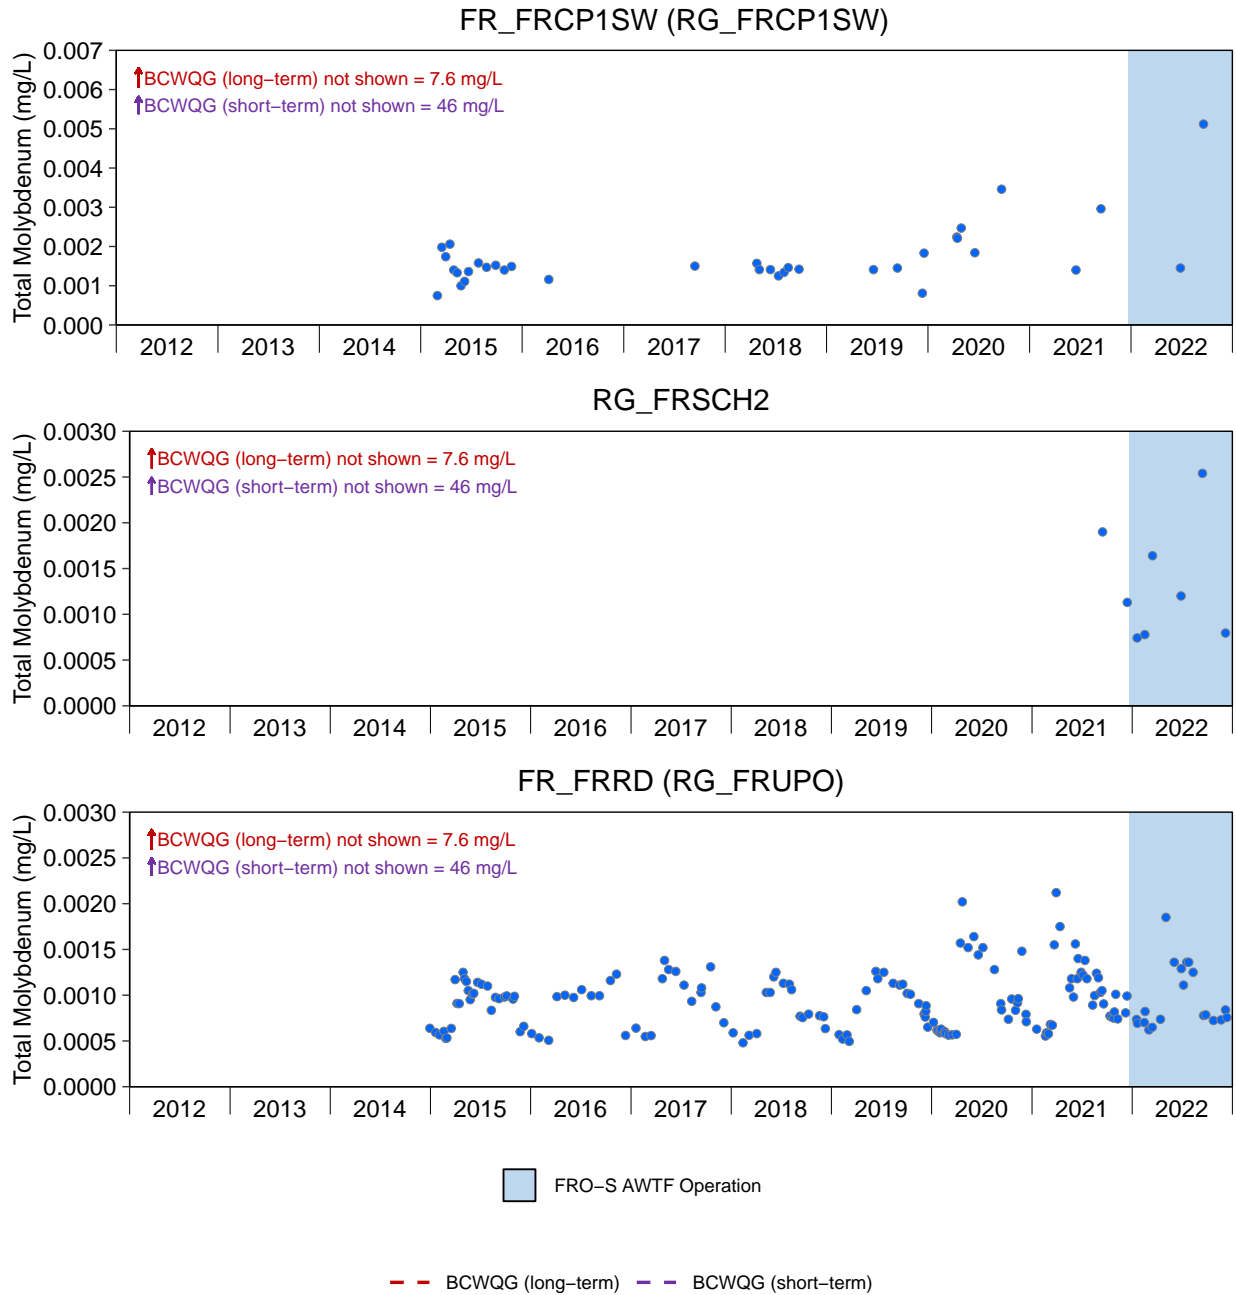 FR_FRCP1SW (RG_FRCP1SW)
Total Molybdenum (mg/L)
0.007
0.006
0.005
0.004
0.003
0.002
0.001
0.000
BCWQG (long−term) not shown = 7.6 mg/L
BCWQG (short−term) not shown = 46 mg/L
2012 2013 2014 2015 2016 2017 2018 2019 2020 2021 2022
RG_FRSCH2
Total Molybdenum (mg/L)
0.0030
0.0025
0.0020
0.0015
0.0010
0.0005
0.0000
BCWQG (long−term) not shown = 7.6 mg/L
BCWQG (short−term) not shown = 46 mg/L
2012 2013 2014 2015 2016 2017 2018 2019 2020 2021 2022
FR_FRRD (RG_FRUPO)
Total Molybdenum (mg/L)
0.0030
0.0025
0.0020
0.0015
0.0010
0.0005
0.0000
BCWQG (long−term) not shown = 7.6 mg/L
BCWQG (short−term) not shown = 46 mg/L
2012 2013 2014 2015 2016 2017 2018 2019 2020 2021 2022
FRO−S AWTF Operation
BCWQG (long−term) BCWQG (short−term)